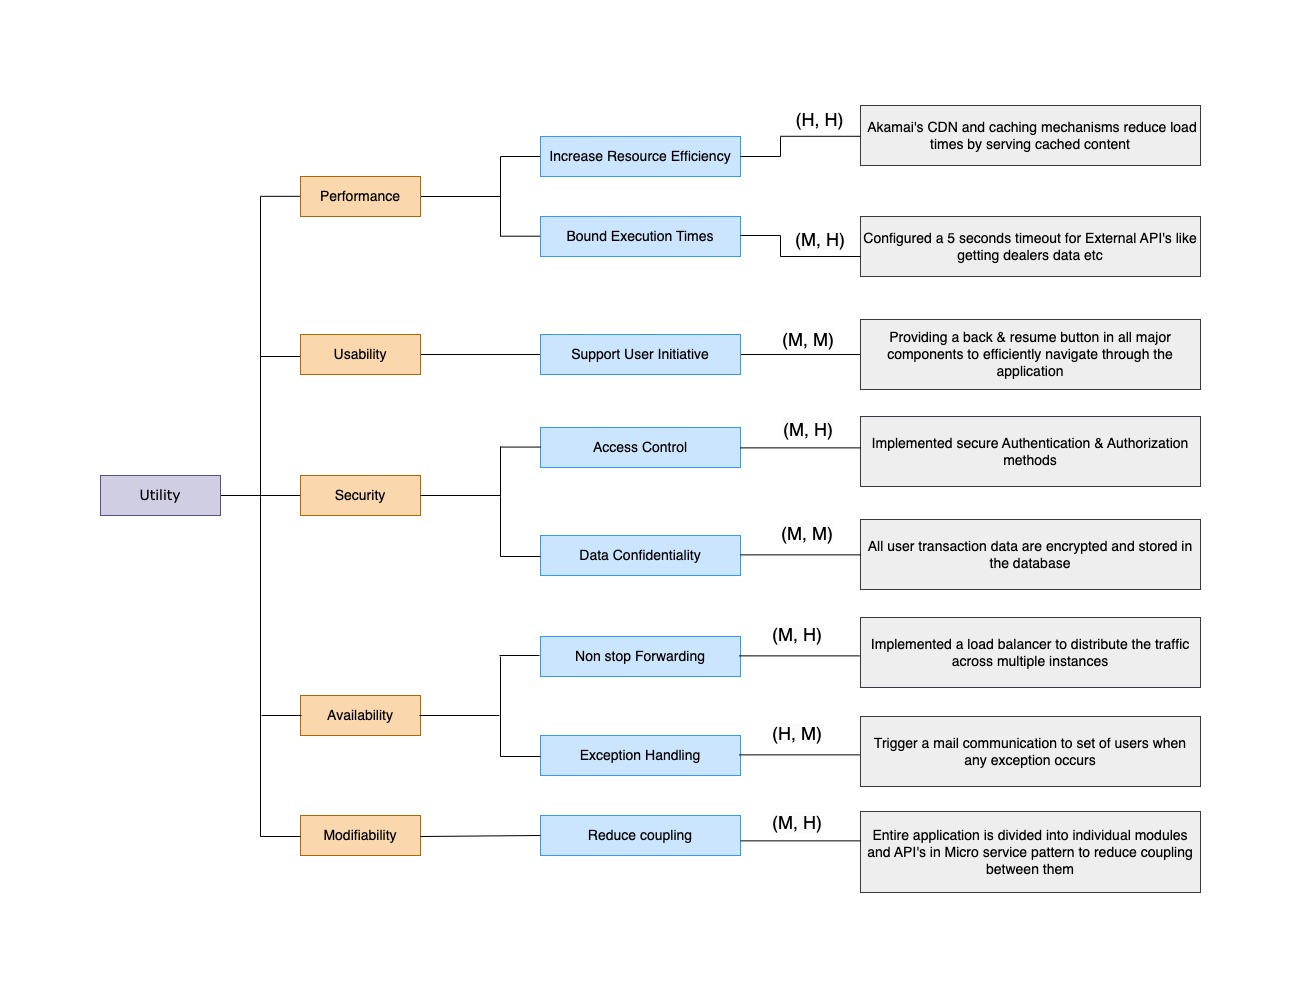 Utility
Performance
Increase Resource Efficiency
(H, H)
Akamai's CDN and caching mechanisms reduce load
times by serving cached content
Bound Execution Times
(M, H)
Configured a 5 seconds timeout for External API's like
getting dealers data etc
Usability
Support User Initiative
(M, M)
Providing a back & resume button in all major
components to efficiently navigate through the
application
Security
Access Control
(M, H)
Implemented secure Authentication & Authorization
methods
Data Confidentiality
(M, M)
All user transaction data are encrypted and stored in
the database
Availability
Non stop Forwarding
(M, H)
Implemented a load balancer to distribute the traffic
across multiple instances
Exception Handling
(H, M)
Trigger a mail communication to set of users when
any exception occurs
Modifiability
Reduce coupling
(M, H)
Entire application is divided into individual modules
and API's in Micro service pattern to reduce coupling
between them